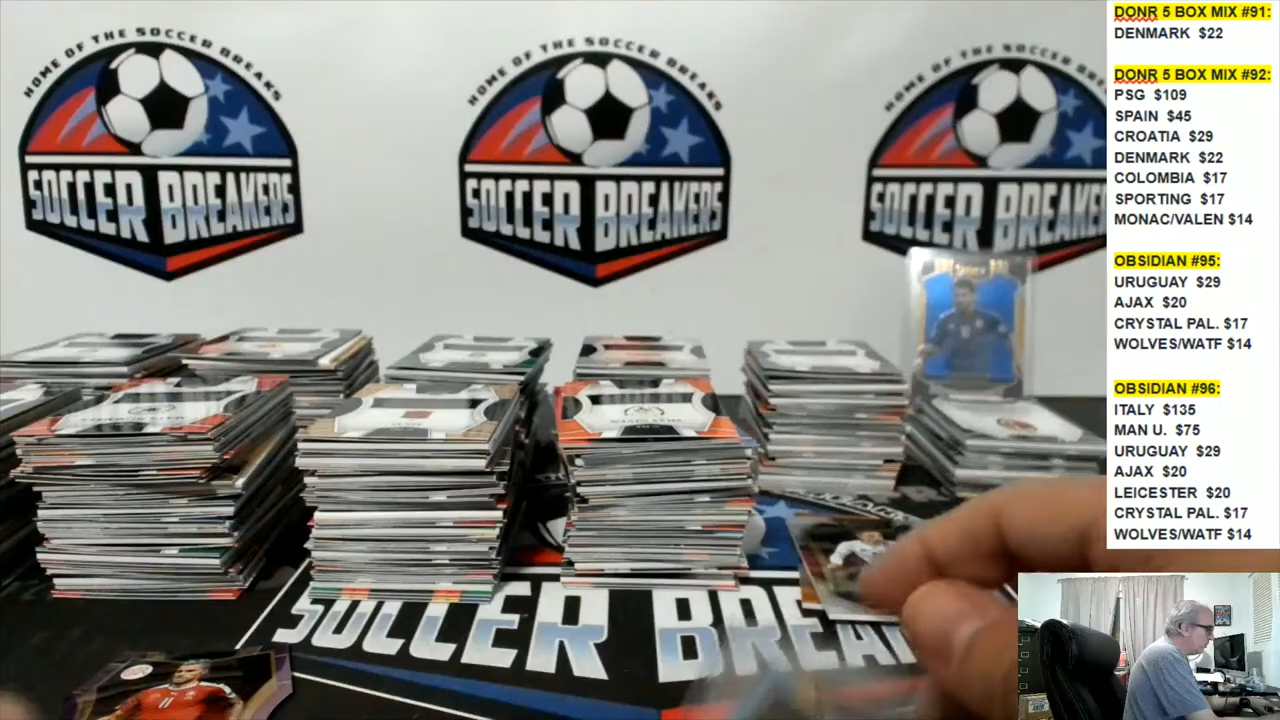 HOME OF THE SOCCER BREAKS
SOCCER BREAKERS
HOME OF THE SOCCER BREAKS
SOCCER BREAKERS
HOME OF THE SOCCER BREAKS
SOCCER BREAKERS
SOCCER BREA
11
DONR 5 BOX MIX #91:
DENMARK $22
DONR 5 BOX MIX #92:
PSG $109
SPAIN $45
CROATIA $29
DENMARK $22
COLOMBIA $17
SPORTING $17
MONAC/VALEN $14
OBSIDIAN #95:
URUGUAY $29
AJAX $20
CRYSTAL PAL. $17
WOLVES/WATF $14
OBSIDIAN #96:
ITALY $135
MAN U. $75
URUGUAY $29
AJAX $20
LEICESTER $20
CRYSTAL PAL. $17
WOLVES/WATF $14